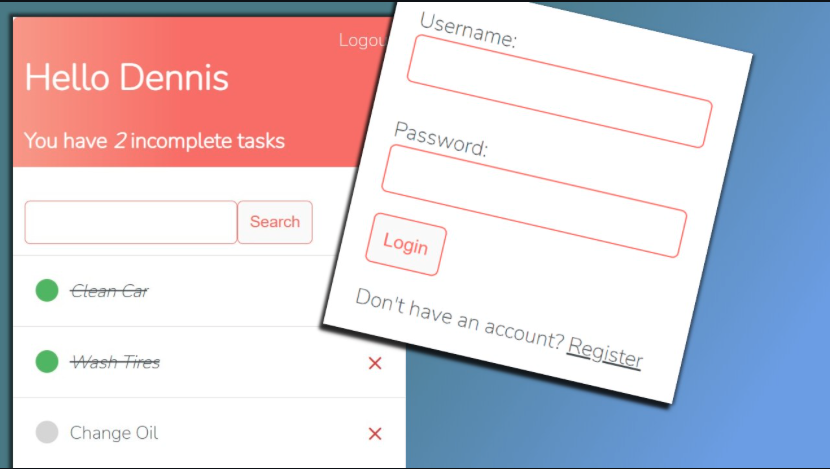 Logou
Hello Dennis
You have 2 incomplete tasks
Search
Clean Car
Wash Tires
Change Oil
Username:
Password:
Login
Don't have an account? Register